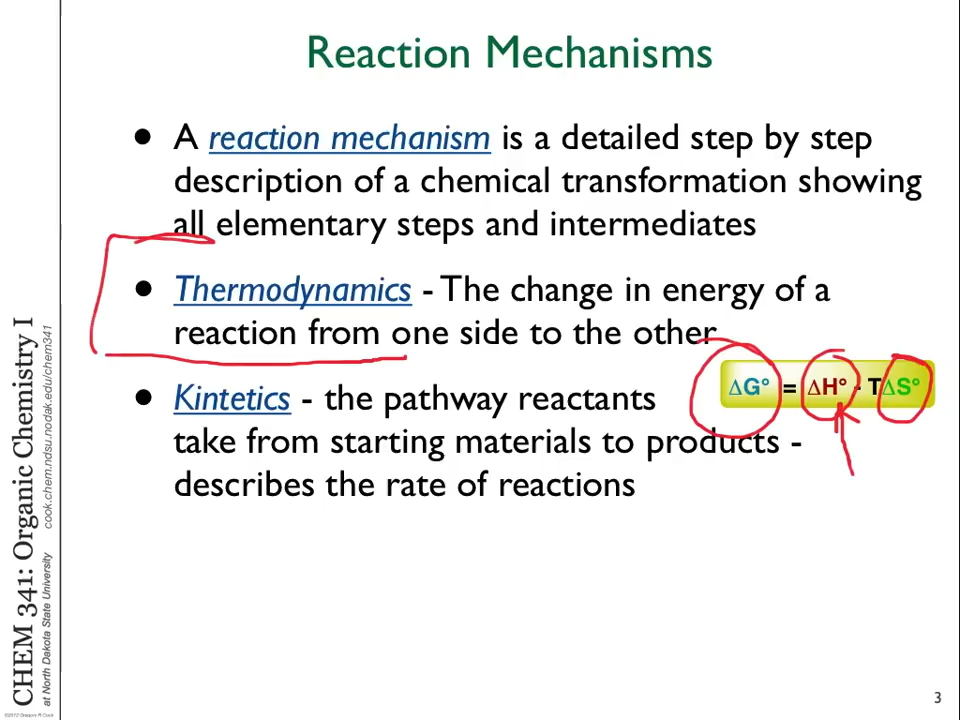 Reaction Mechanisms
• A reaction mechanism is a detailed step by step
description of a chemical transformation showing
all elementary steps and intermediates
• Thermodynamics - The change in energy of a
reaction from one side to the other
ΔG° = ΔH° - TΔS°
• Kintetics - the pathway reactants
take from starting materials to products -
describes the rate of reactions
CHEM 341: Organic Chemistry I
at North Dakota State University
cook.chem.ndsu.nodak.edu/chem341
©2012 Gregory R Cook
3